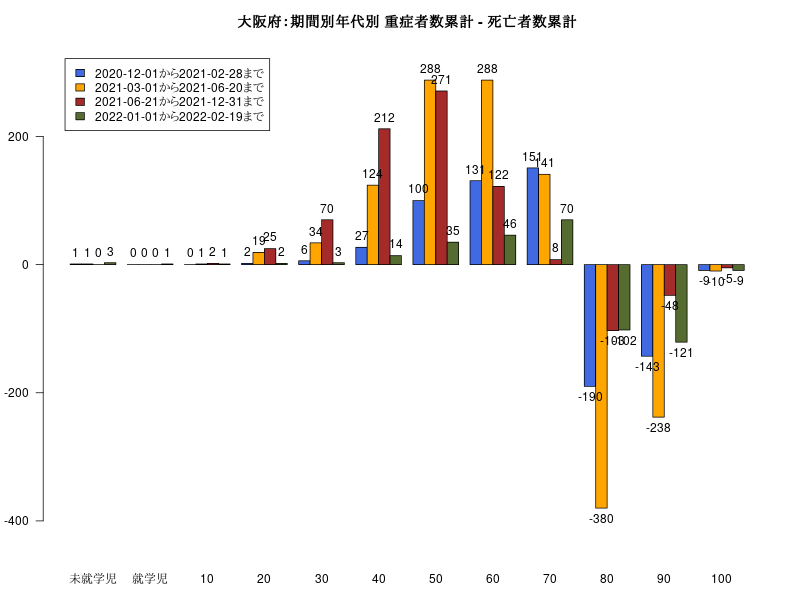 大阪府：期間別年代別 重症者数累計 - 死亡者数累計
2020-12-01から2021-02-28まで
2021-03-01から2021-06-20まで
2021-06-21から2021-12-31まで
2022-01-01から2022-02-19まで
200
0
-200
-400
1 1 0 3
0 0 0 1
0 1 2 1
2 19 25 2
6 34 70 3
27 124 212 14
100 288 271 35
131 288 122 46
151 141 8 70
-190 -380 -103 -102
-143 -238 -48 -121
-9 -10 -5 -9
未就学児 就学児 10 20 30 40 50 60 70 80 90 100